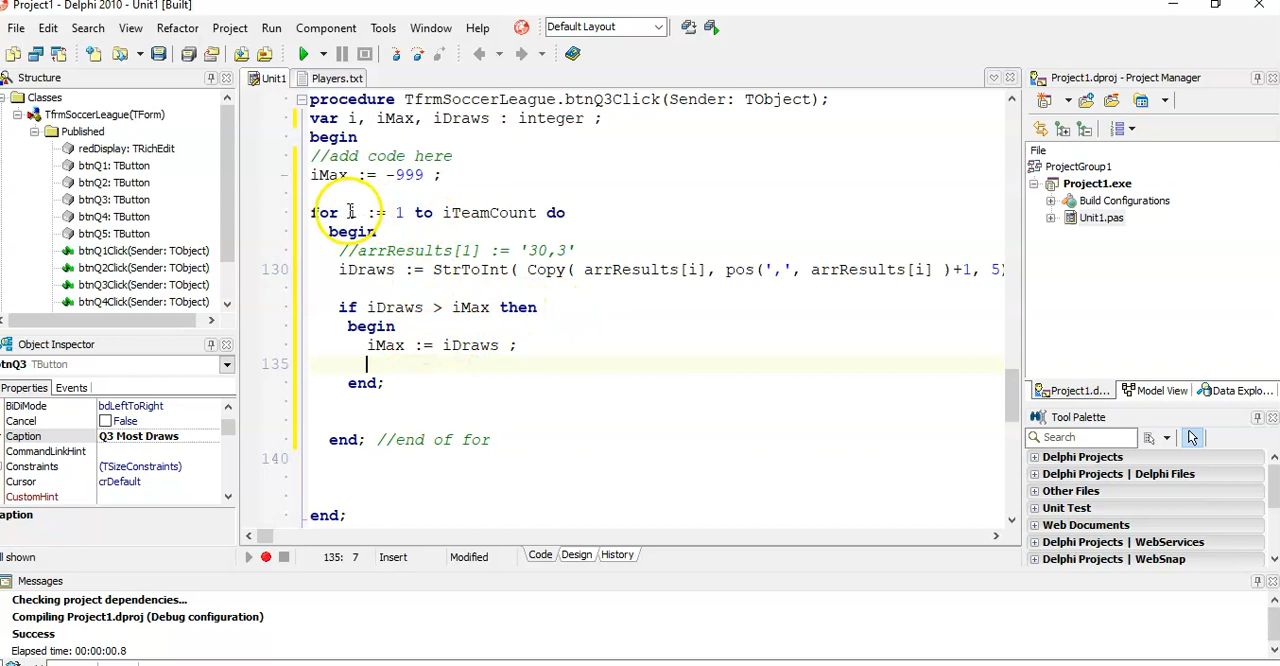 Project1 - Delphi 2010 - Unit1 [Built]
File Edit Search View Refactor Project Run Component Tools Window Help Default Layout
Structure
Classes
TfrmSoccerLeague(TForm)
Published
redDisplay: TRichEdit
btnQ1: TButton
btnQ2: TButton
btnQ3: TButton
btnQ4: TButton
btnQ5: TButton
btnQ1Click(Sender: TObject)
btnQ2Click(Sender: TObject)
btnQ3Click(Sender: TObject)
btnQ4Click(Sender: TObject)
Object Inspector
tnQ3 TButton
Properties Events
BiDiMode bdLeftToRight
Cancel False
Caption Q3 Most Draws
CommandLinkHint
Constraints (TSizeConstraints)
Cursor crDefault
CustomHint
aption
ll shown
Unit1 Players.txt
procedure TfrmSoccerLeague.btnQ3Click(Sender: TObject);
var i, iMax, iDraws : integer ;
begin
//add code here
iMax := -999 ;
for i := 1 to iTeamCount do
begin
//arrResults[1] := '30,3'
130 iDraws := StrToInt( Copy( arrResults[i], pos(',', arrResults[i] )+1, 5)
if iDraws > iMax then
begin
iMax := iDraws ;
135
end;
end; //end of for
140
end;
135: 7 Insert Modified Code Design History
Project1.dproj - Project Manager
File
ProjectGroup1
Project1.exe
Build Configurations
Unit1.pas
Project1.d... Model View Data Explo...
Tool Palette
Search
Delphi Projects
Delphi Projects | Delphi Files
Other Files
Unit Test
Web Documents
Delphi Projects | WebServices
Delphi Projects | WebSnap
Messages
Checking project dependencies...
Compiling Project1.dproj (Debug configuration)
Success
Elapsed time: 00:00:00.8